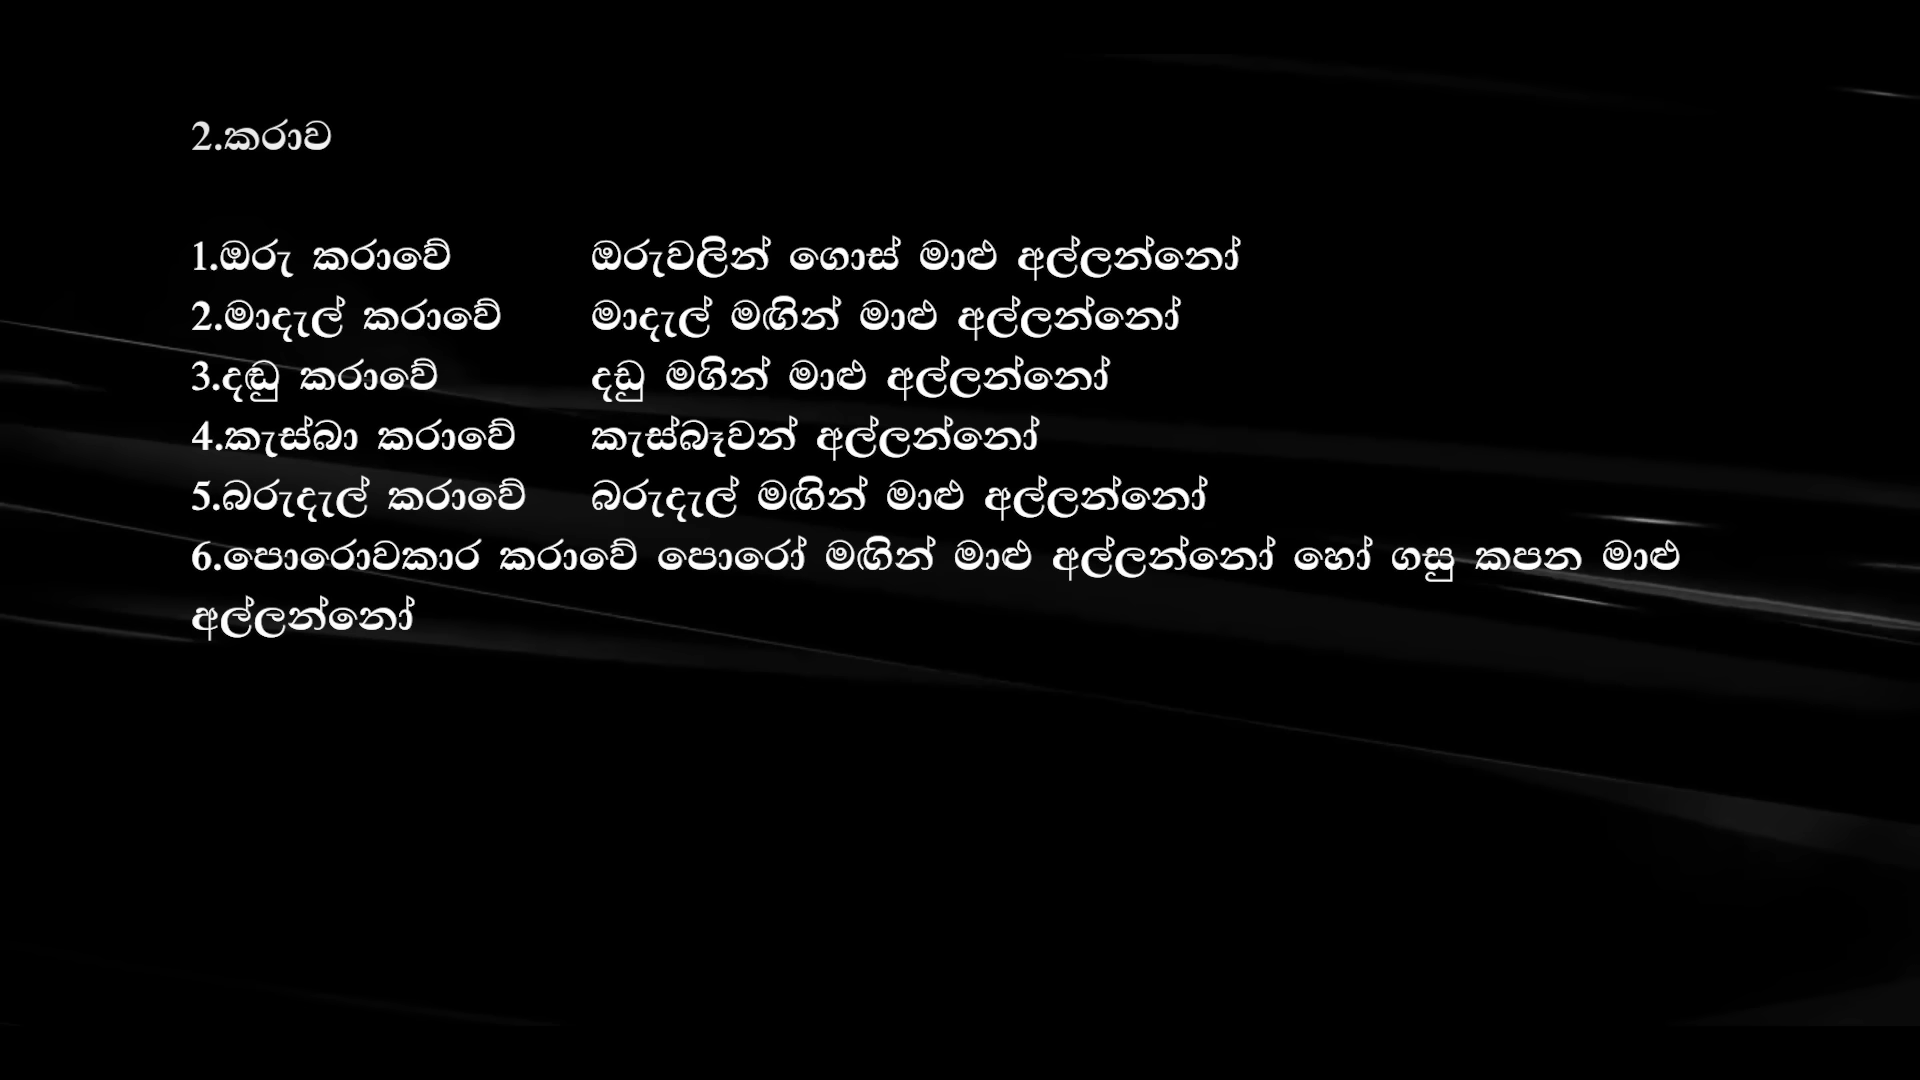 2.කරාව
1.ඔරු කරාවේ ඔරුවලින් ගොස් මාළු අල්ලන්නෝ
2.මාදැල් කරාවේ මාදැල් මඟින් මාළු අල්ලන්නෝ
3.දඬු කරාවේ දඩු මගින් මාළු අල්ලන්නෝ
4.කැස්බා කරාවේ කැස්බෑවන් අල්ලන්නෝ
5.බරුදැල් කරාවේ බරුදැල් මඟින් මාළු අල්ලන්නෝ
6.පොරොවකාර කරාවේ පොරෝ මඟින් මාළු අල්ලන්නෝ හෝ ගසු කපන මාළු
අල්ලන්නෝ